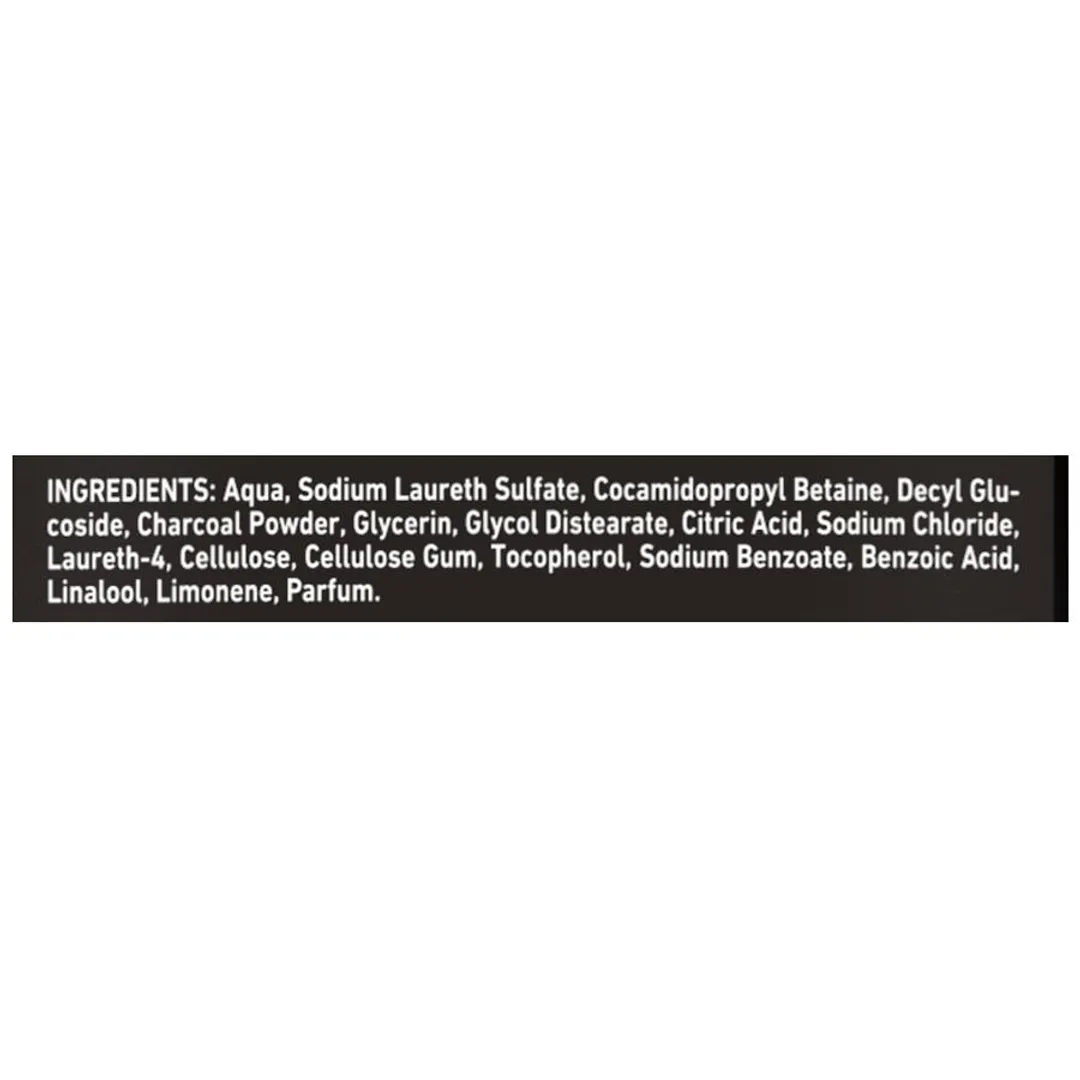 INGREDIENTS: Aqua, Sodium Laureth Sulfate, Cocamidopropyl Betaine, Decyl Glu-
coside, Charcoal Powder, Glycerin, Glycol Distearate, Citric Acid, Sodium Chloride,
Laureth-4, Cellulose, Cellulose Gum, Tocopherol, Sodium Benzoate, Benzoic Acid,
Linalool, Limonene, Parfum.